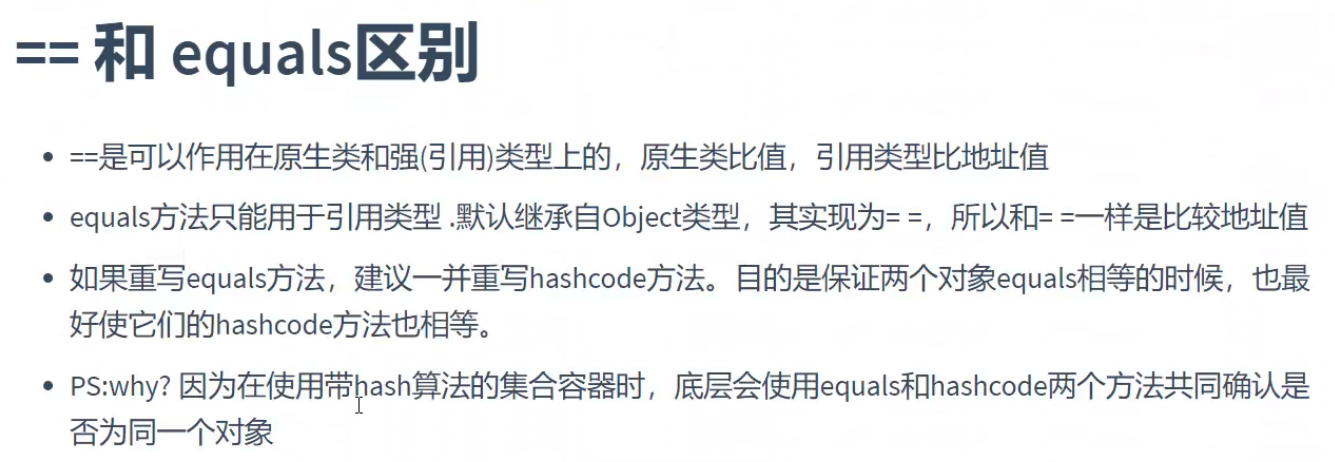 == 和 equals区别
==是可以作用在原生类和强(引用)类型上的，原生类比值，引用类型比地址值
equals方法只能用于引用类型 .默认继承自Object类型，其实现为= =，所以和= =一样是比较地址值
如果重写equals方法，建议一并重写hashcode方法。目的是保证两个对象equals相等的时候，也最
好使它们的hashcode方法也相等。
PS:why? 因为在使用带hash算法的集合容器时，底层会使用equals和hashcode两个方法共同确认是
否为同一个对象